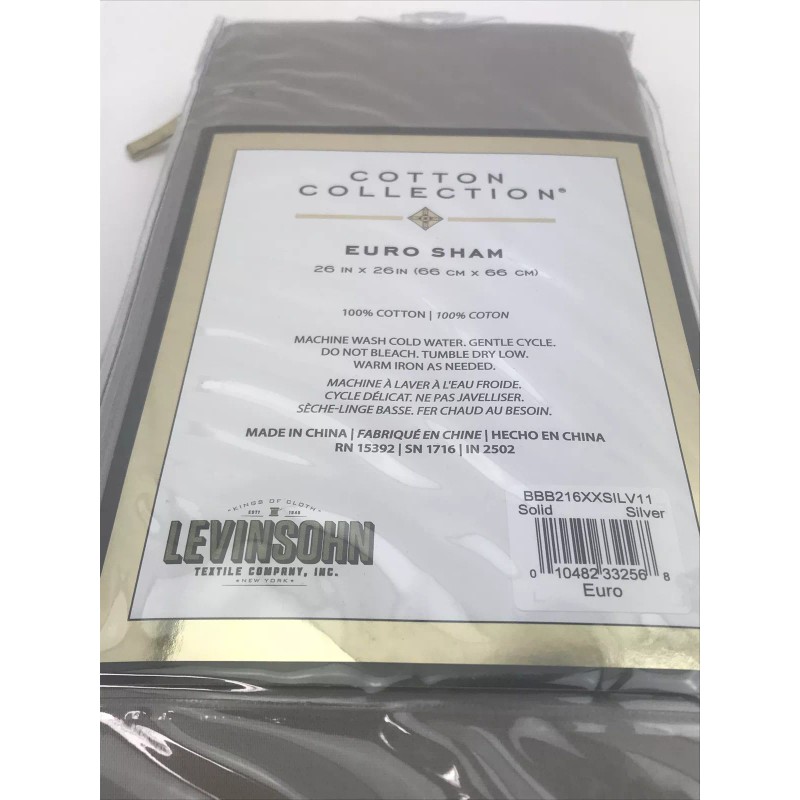 COTTON
COLLECTION®
EURO SHAM
26 IN X 26IN (66 CM X 66 CM)
100% COTTON | 100% COTON
MACHINE WASH COLD WATER. GENTLE CYCLE.
DO NOT BLEACH. TUMBLE DRY LOW.
WARM IRON AS NEEDED.
MACHINE À LAVER À L'EAU FROIDE.
CYCLE DÉLICAT. NE PAS JAVELLISER.
SÈCHE-LINGE BASSE. FER CHAUD AU BESOIN.
MADE IN CHINA | FABRIQUÉ EN CHINE | HECHO EN CHINA
RN 15392 | SN 1716 | IN 2502
-KINGS OF CLOTH-
ESTD 1940
LEVINSOHN
TEXTILE COMPANY, INC.
•NEW YORK•
BBB216XXSILV11
Solid Silver
0 10482 33256 8
Euro